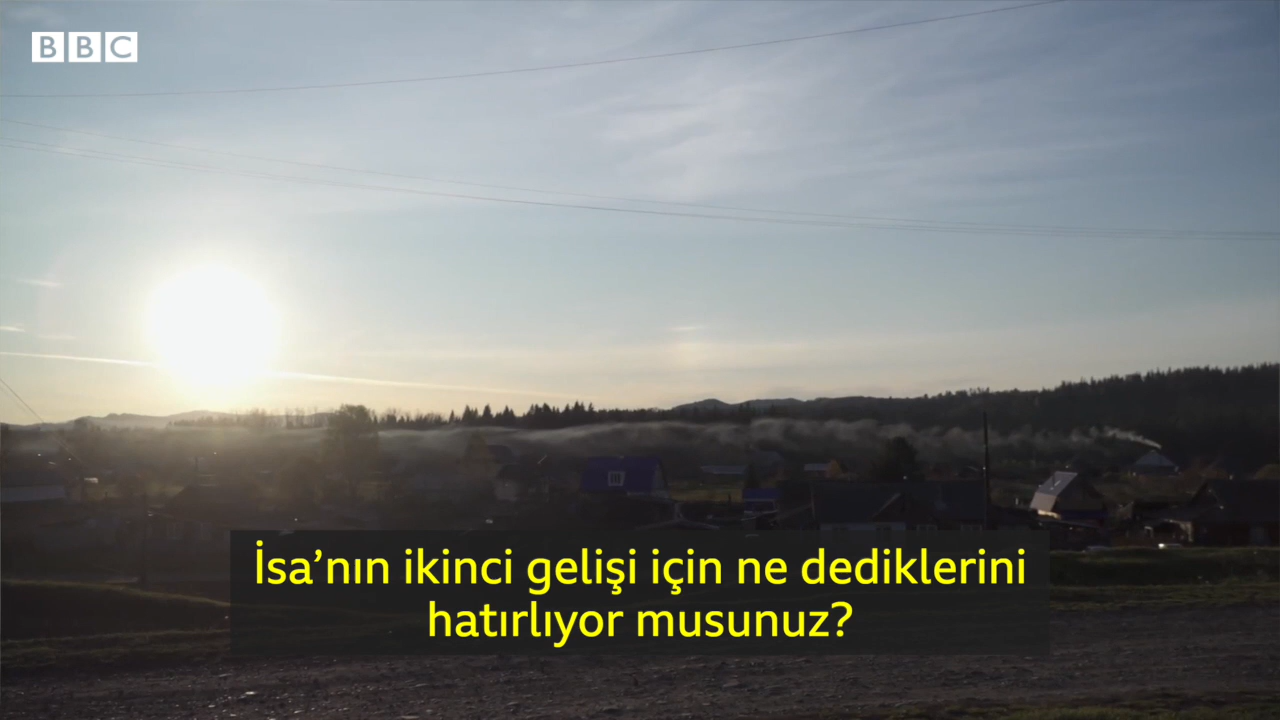 BBC
İsa’nın ikinci gelişi için ne dediklerini
hatırlıyor musunuz?